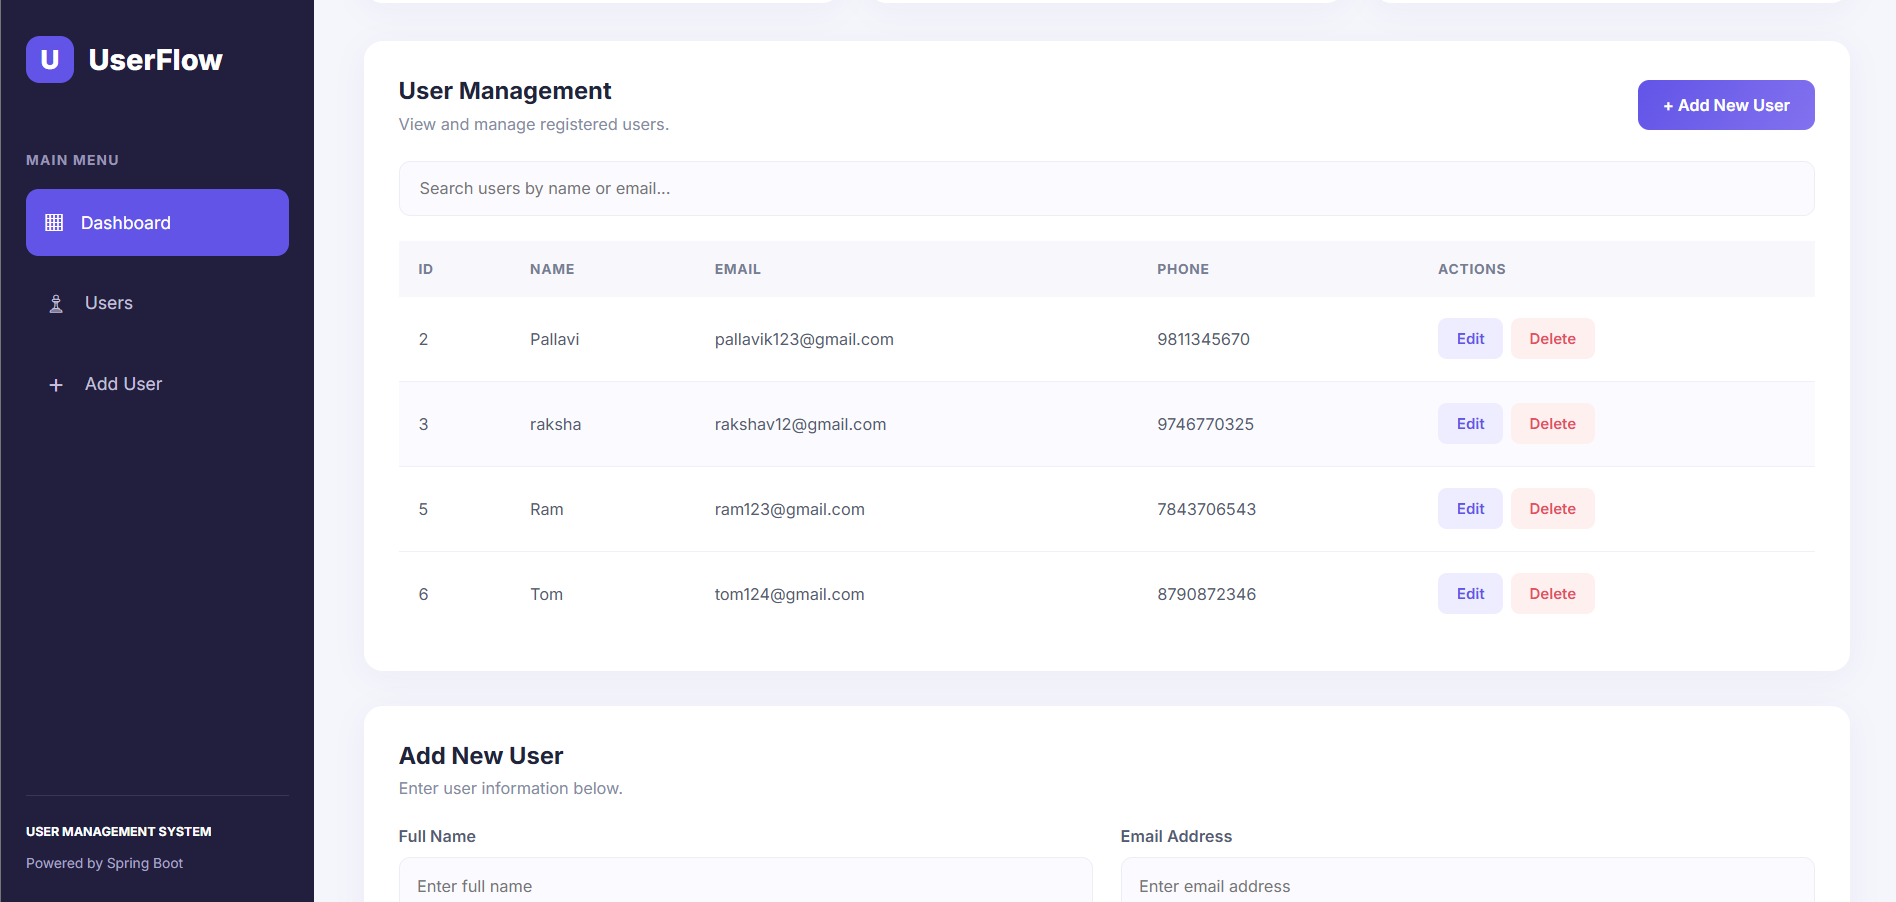 U UserFlow
MAIN MENU
Dashboard
Users
+ Add User
USER MANAGEMENT SYSTEM
Powered by Spring Boot
User Management
View and manage registered users.
+ Add New User
Search users by name or email...
ID NAME EMAIL PHONE ACTIONS
2 Pallavi pallavik123@gmail.com 9811345670 Edit Delete
3 raksha rakshav12@gmail.com 9746770325 Edit Delete
5 Ram ram123@gmail.com 7843706543 Edit Delete
6 Tom tom124@gmail.com 8790872346 Edit Delete
Add New User
Enter user information below.
Full Name Email Address
Enter full name Enter email address